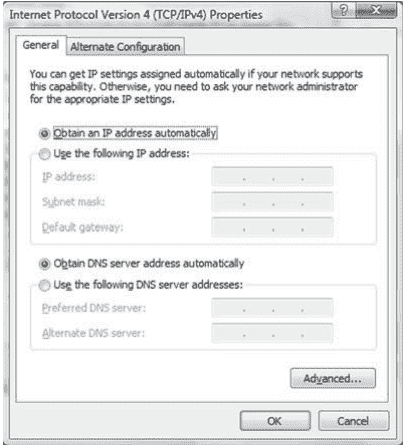 Internet Protocol Version 4 (TCP/IPv4) Properties
General
Alternate Configuration
You can get IP settings assigned automatically if your network supports
this capability. Otherwise, you need to ask your network administrator
for the appropriate IP settings.
Obtain an IP address automatically
Use the following IP address:
IP address:
Subnet mask:
Default gateway:
Obtain DNS server address automatically
Use the following DNS server addresses:
Preferred DNS server:
Alternate DNS server:
Advanced...
OK
Cancel